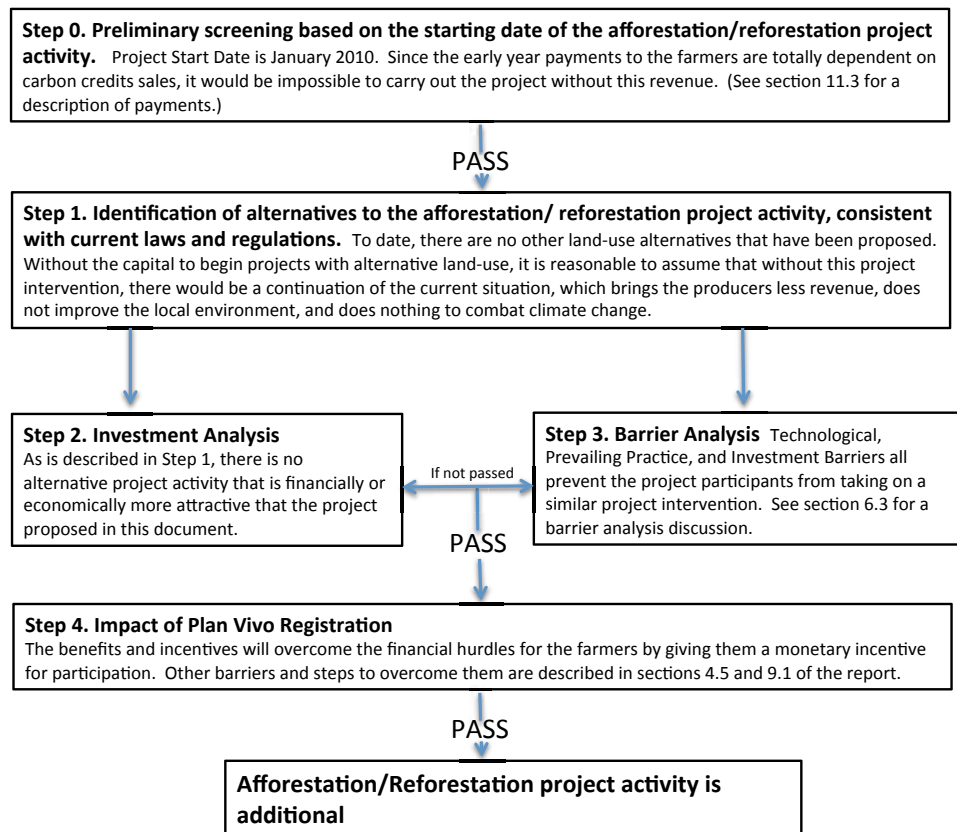 Step 0. Preliminary screening based on the starting date of the afforestation/reforestation project
activity. Project Start Date is January 2010. Since the early year payments to the farmers are totally dependent on
carbon credits sales, it would be impossible to carry out the project without this revenue. (See section 11.3 for a
description of payments.)
PASS
Step 1. Identification of alternatives to the afforestation/ reforestation project activity, consistent
with current laws and regulations. To date, there are no other land-use alternatives that have been proposed.
Without the capital to begin projects with alternative land-use, it is reasonable to assume that without this project
intervention, there would be a continuation of the current situation, which brings the producers less revenue, does
not improve the local environment, and does nothing to combat climate change.
Step 2. Investment Analysis
As is described in Step 1, there is no
alternative project activity that is financially or
economically more attractive that the project
proposed in this document.
If not passed
Step 3. Barrier Analysis Technological,
Prevailing Practice, and Investment Barriers all
prevent the project participants from taking on a
similar project intervention. See section 6.3 for a
barrier analysis discussion.
PASS
Step 4. Impact of Plan Vivo Registration
The benefits and incentives will overcome the financial hurdles for the farmers by giving them a monetary incentive
for participation. Other barriers and steps to overcome them are described in sections 4.5 and 9.1 of the report.
PASS
Afforestation/Reforestation project activity is
additional